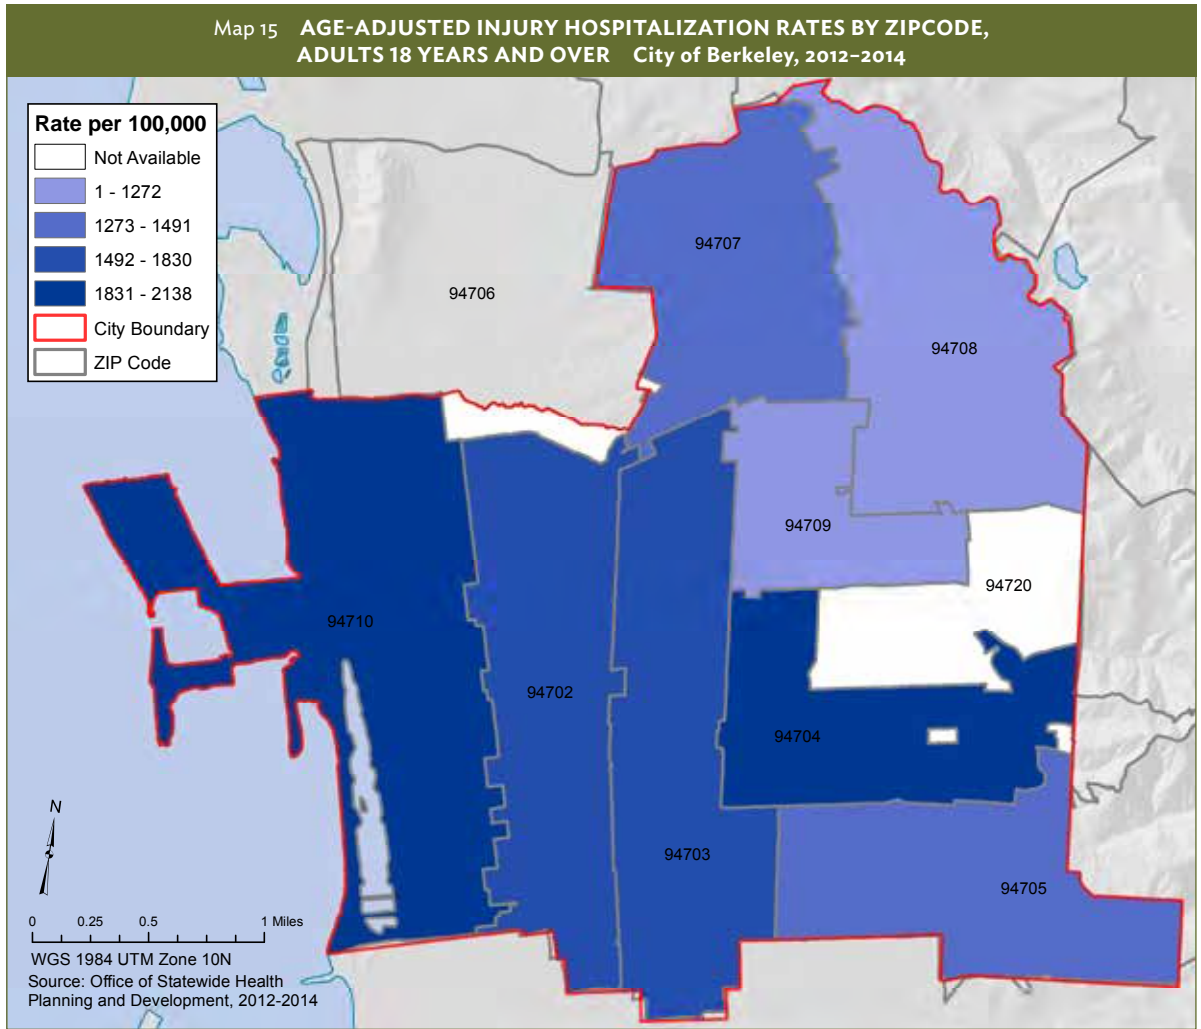 Map 15 AGE-ADJUSTED INJURY HOSPITALIZATION RATES BY ZIPCODE,
ADULTS 18 YEARS AND OVER City of Berkeley, 2012–2014
Rate per 100,000
Not Available
1 - 1272
1273 - 1491
1492 - 1830
1831 - 2138
City Boundary
ZIP Code
94707
94706
94708
94709
94720
94710
94702
94704
94703
94705
N
0 0.25 0.5 1 Miles
WGS 1984 UTM Zone 10N
Source: Office of Statewide Health
Planning and Development, 2012-2014